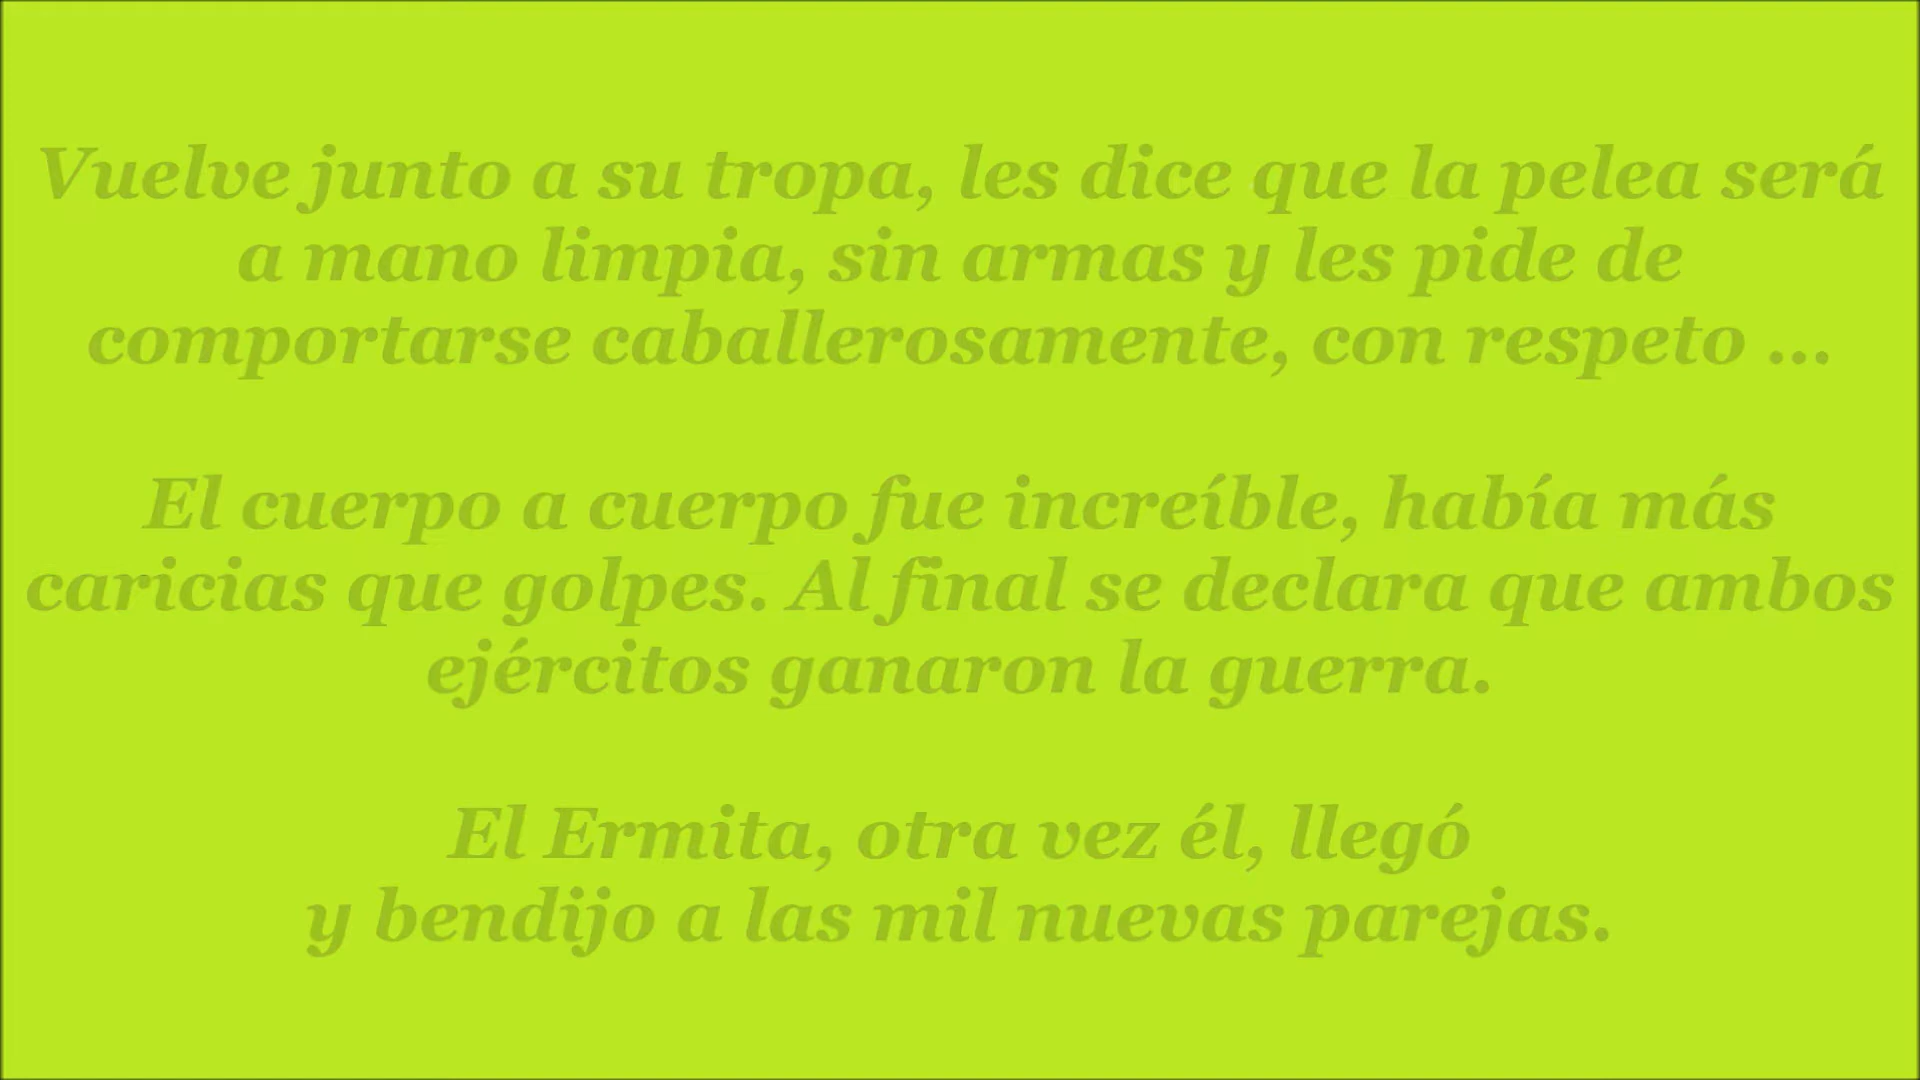 Vuelve junto a su tropa, les dice que la pelea será
a mano limpia, sin armas y les pide de
comportarse caballerosamente, con respeto ...
El cuerpo a cuerpo fue increíble, había más
caricias que golpes. Al final se declara que ambos
ejércitos ganaron la guerra.
El Ermita, otra vez él, llegó
y bendijo a las mil nuevas parejas.